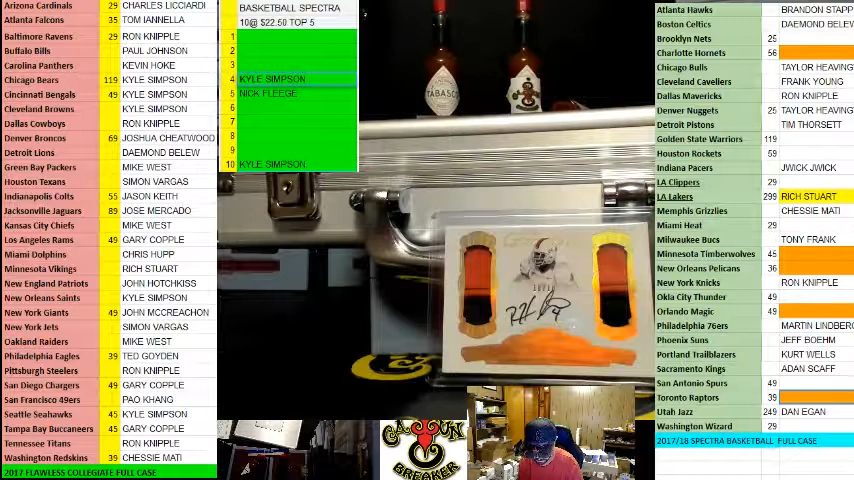 Arizona Cardinals 29 CHARLES LICCIARDI
Atlanta Falcons 35 TOM IANNELLA
Baltimore Ravens 29 RON KNIPPLE
Buffalo Bills PAUL JOHNSON
Carolina Panthers KEVIN HOKE
Chicago Bears 119 KYLE SIMPSON
Cincinnati Bengals 49 KYLE SIMPSON
Cleveland Browns KYLE SIMPSON
Dallas Cowboys RON KNIPPLE
Denver Broncos 69 JOSHUA CHEATWOOD
Detroit Lions DAEMOND BELEW
Green Bay Packers MIKE WEST
Houston Texans SIMON VARGAS
Indianapolis Colts 55 JASON KEITH
Jacksonville Jaguars 89 JOSE MERCADO
Kansas City Chiefs MIKE WEST
Los Angeles Rams 49 GARY COPPLE
Miami Dolphins CHRIS HUPP
Minnesota Vikings RICH STUART
New England Patriots JOHN HOTCHKISS
New Orleans Saints KYLE SIMPSON
New York Giants 49 JOHN MCCREACHON
New York Jets SIMON VARGAS
Oakland Raiders MIKE WEST
Philadelphia Eagles 39 TED GOYDEN
Pittsburgh Steelers RON KNIPPLE
San Diego Chargers 49 GARY COPPLE
San Francisco 49ers PAO KHANG
Seattle Seahawks 45 KYLE SIMPSON
Tampa Bay Buccaneers 45 GARY COPPLE
Tennessee Titans RON KNIPPLE
Washington Redskins 39 CHESSIE MATI
2017 FLAWLESS COLLEGIATE FULL CASE
BASKETBALL SPECTRA
10@ $22.50 TOP 5
1
2
3
4 KYLE SIMPSON
5 NICK FLEEGE
6
7
8
9
10 KYLE SIMPSON
TABASCO
CAJUN
BREAKER
Atlanta Hawks BRANDON STAPP
Boston Celtics DAEMOND BELEW
Brooklyn Nets 25
Charlotte Hornets 56
Chicago Bulls TAYLOR HEAVING
Cleveland Caveliers FRANK YOUNG
Dallas Mavericks RON KNIPPLE
Denver Nuggets 25 TAYLOR HEAVING
Detroit Pistons TIM THORSETT
Golden State Warriors 119
Houston Rockets 59
Indiana Pacers JWICK JWICK
LA Clippers 29
LA Lakers 299 RICH STUART
Memphis Grizzlies CHESSIE MATI
Miami Heat 29
Milwaukee Bucs TONY FRANK
Minnesota Timberwolves 45
New Orleans Pelicans 36
New York Knicks RON KNIPPLE
Okla City Thunder 49
Orlando Magic 49
Philadelphia 76ers MARTIN LINDBERG
Phoenix Suns JEFF BOEHM
Portland Trailblazers KURT WELLS
Sacramento Kings ADAN SCAFF
San Antonio Spurs 49
Toronto Raptors 39
Utah Jazz 249 DAN EGAN
Washington Wizard 29
2017/18 SPECTRA BASKETBALL FULL CASE